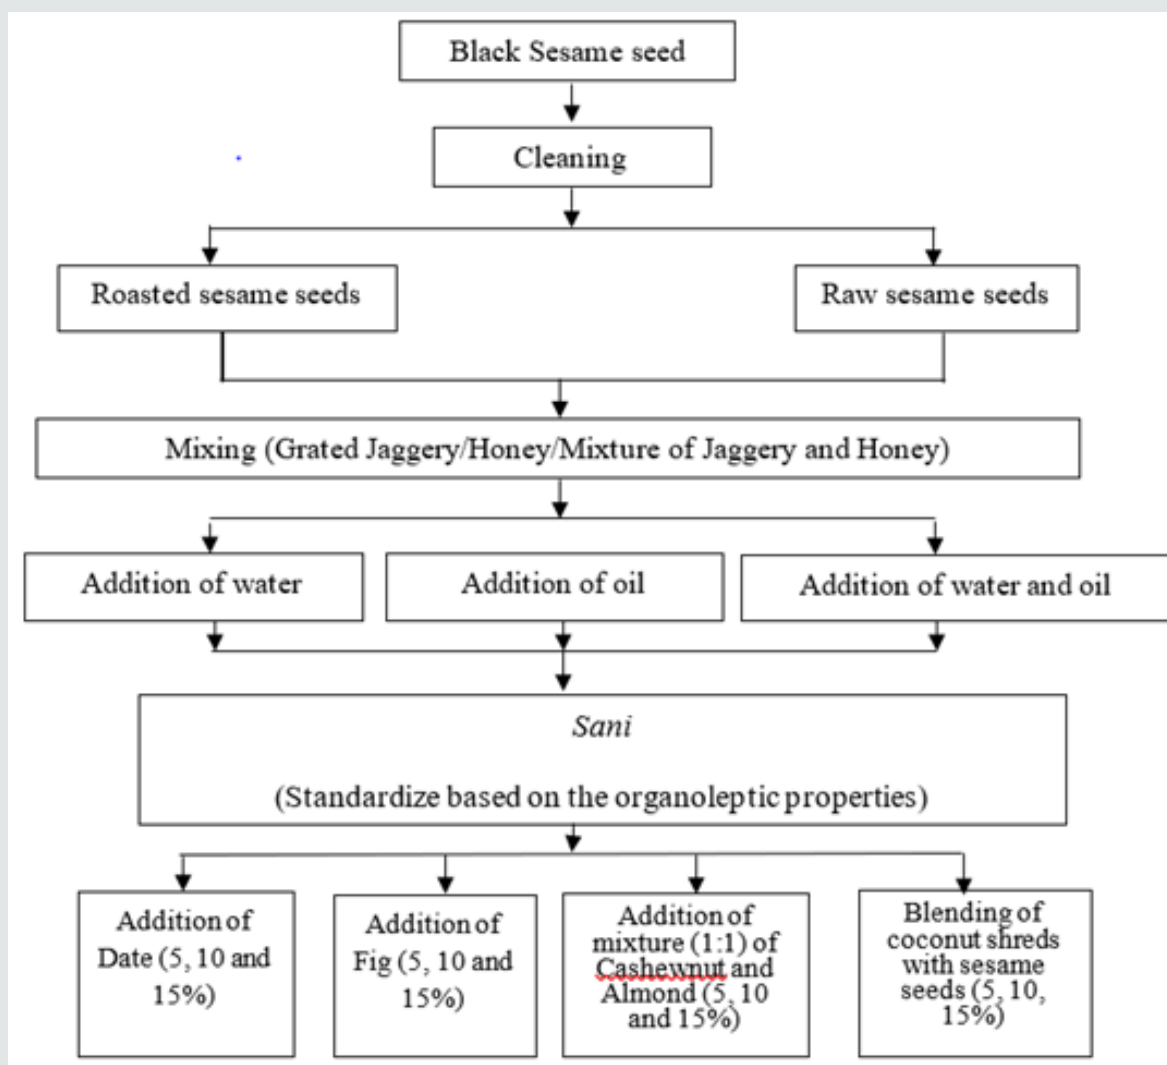 Black Sesame seed
Cleaning
Roasted sesame seeds
Raw sesame seeds
Mixing (Grated Jaggery/Honey/Mixture of Jaggery and Honey)
Addition of water
Addition of oil
Addition of water and oil
Sani
(Standardize based on the organoleptic properties)
Addition of
Date (5, 10 and
15%)
Addition of
Fig (5, 10 and
15%)
Addition of
mixture (1:1) of
Cashewnut and
Almond (5, 10
and 15%)
Blending of
coconut shreds
with sesame
seeds (5, 10,
15%)